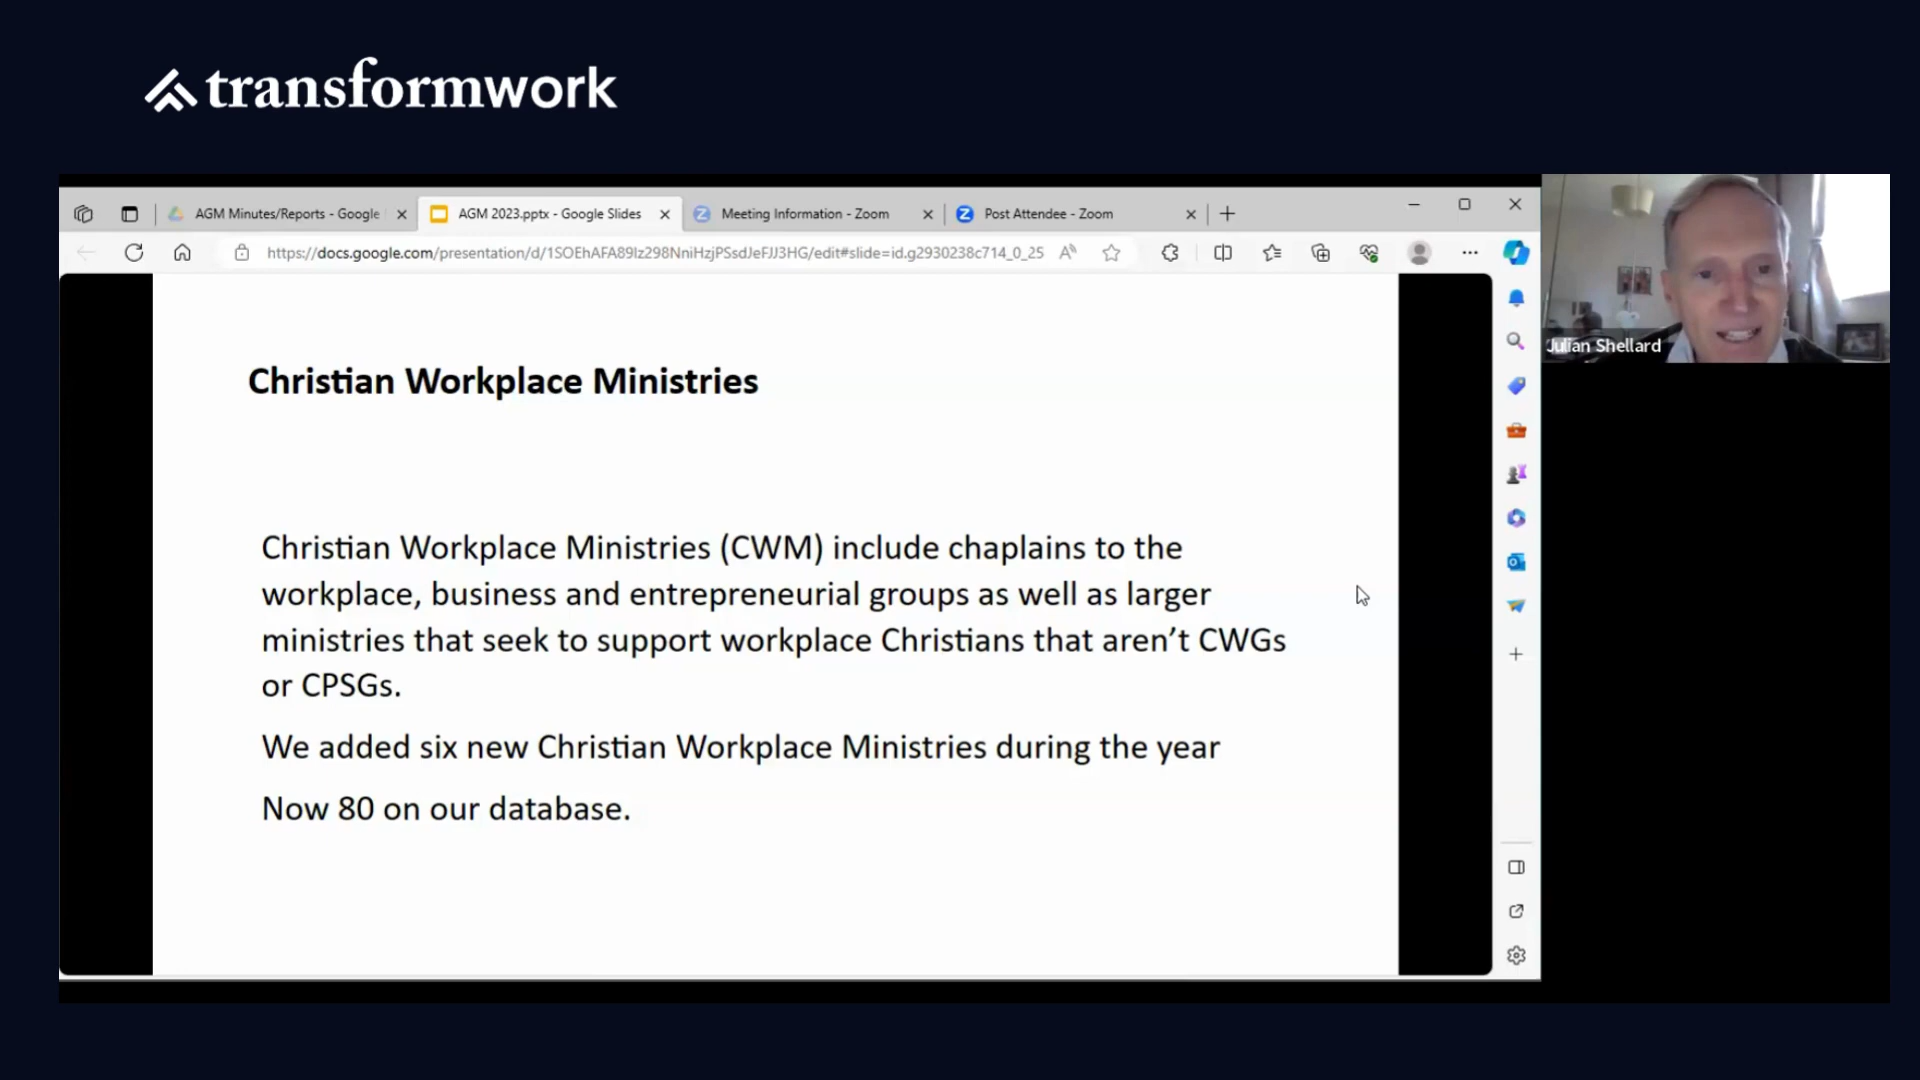 transformwork
AGM Minutes/Reports - Google
AGM 2023.pptx - Google Slides
Meeting Information - Zoom
Post Attendee - Zoom
https://docs.google.com/presentation/d/1SOEhAFA89lz298NniHzjPSsdJeFJJ3HG/edit#slide=id.g2930238c714_0_25
Julian Shellard
Christian Workplace Ministries
Christian Workplace Ministries (CWM) include chaplains to the
workplace, business and entrepreneurial groups as well as larger
ministries that seek to support workplace Christians that aren’t CWGs
or CPSGs.
We added six new Christian Workplace Ministries during the year
Now 80 on our database.